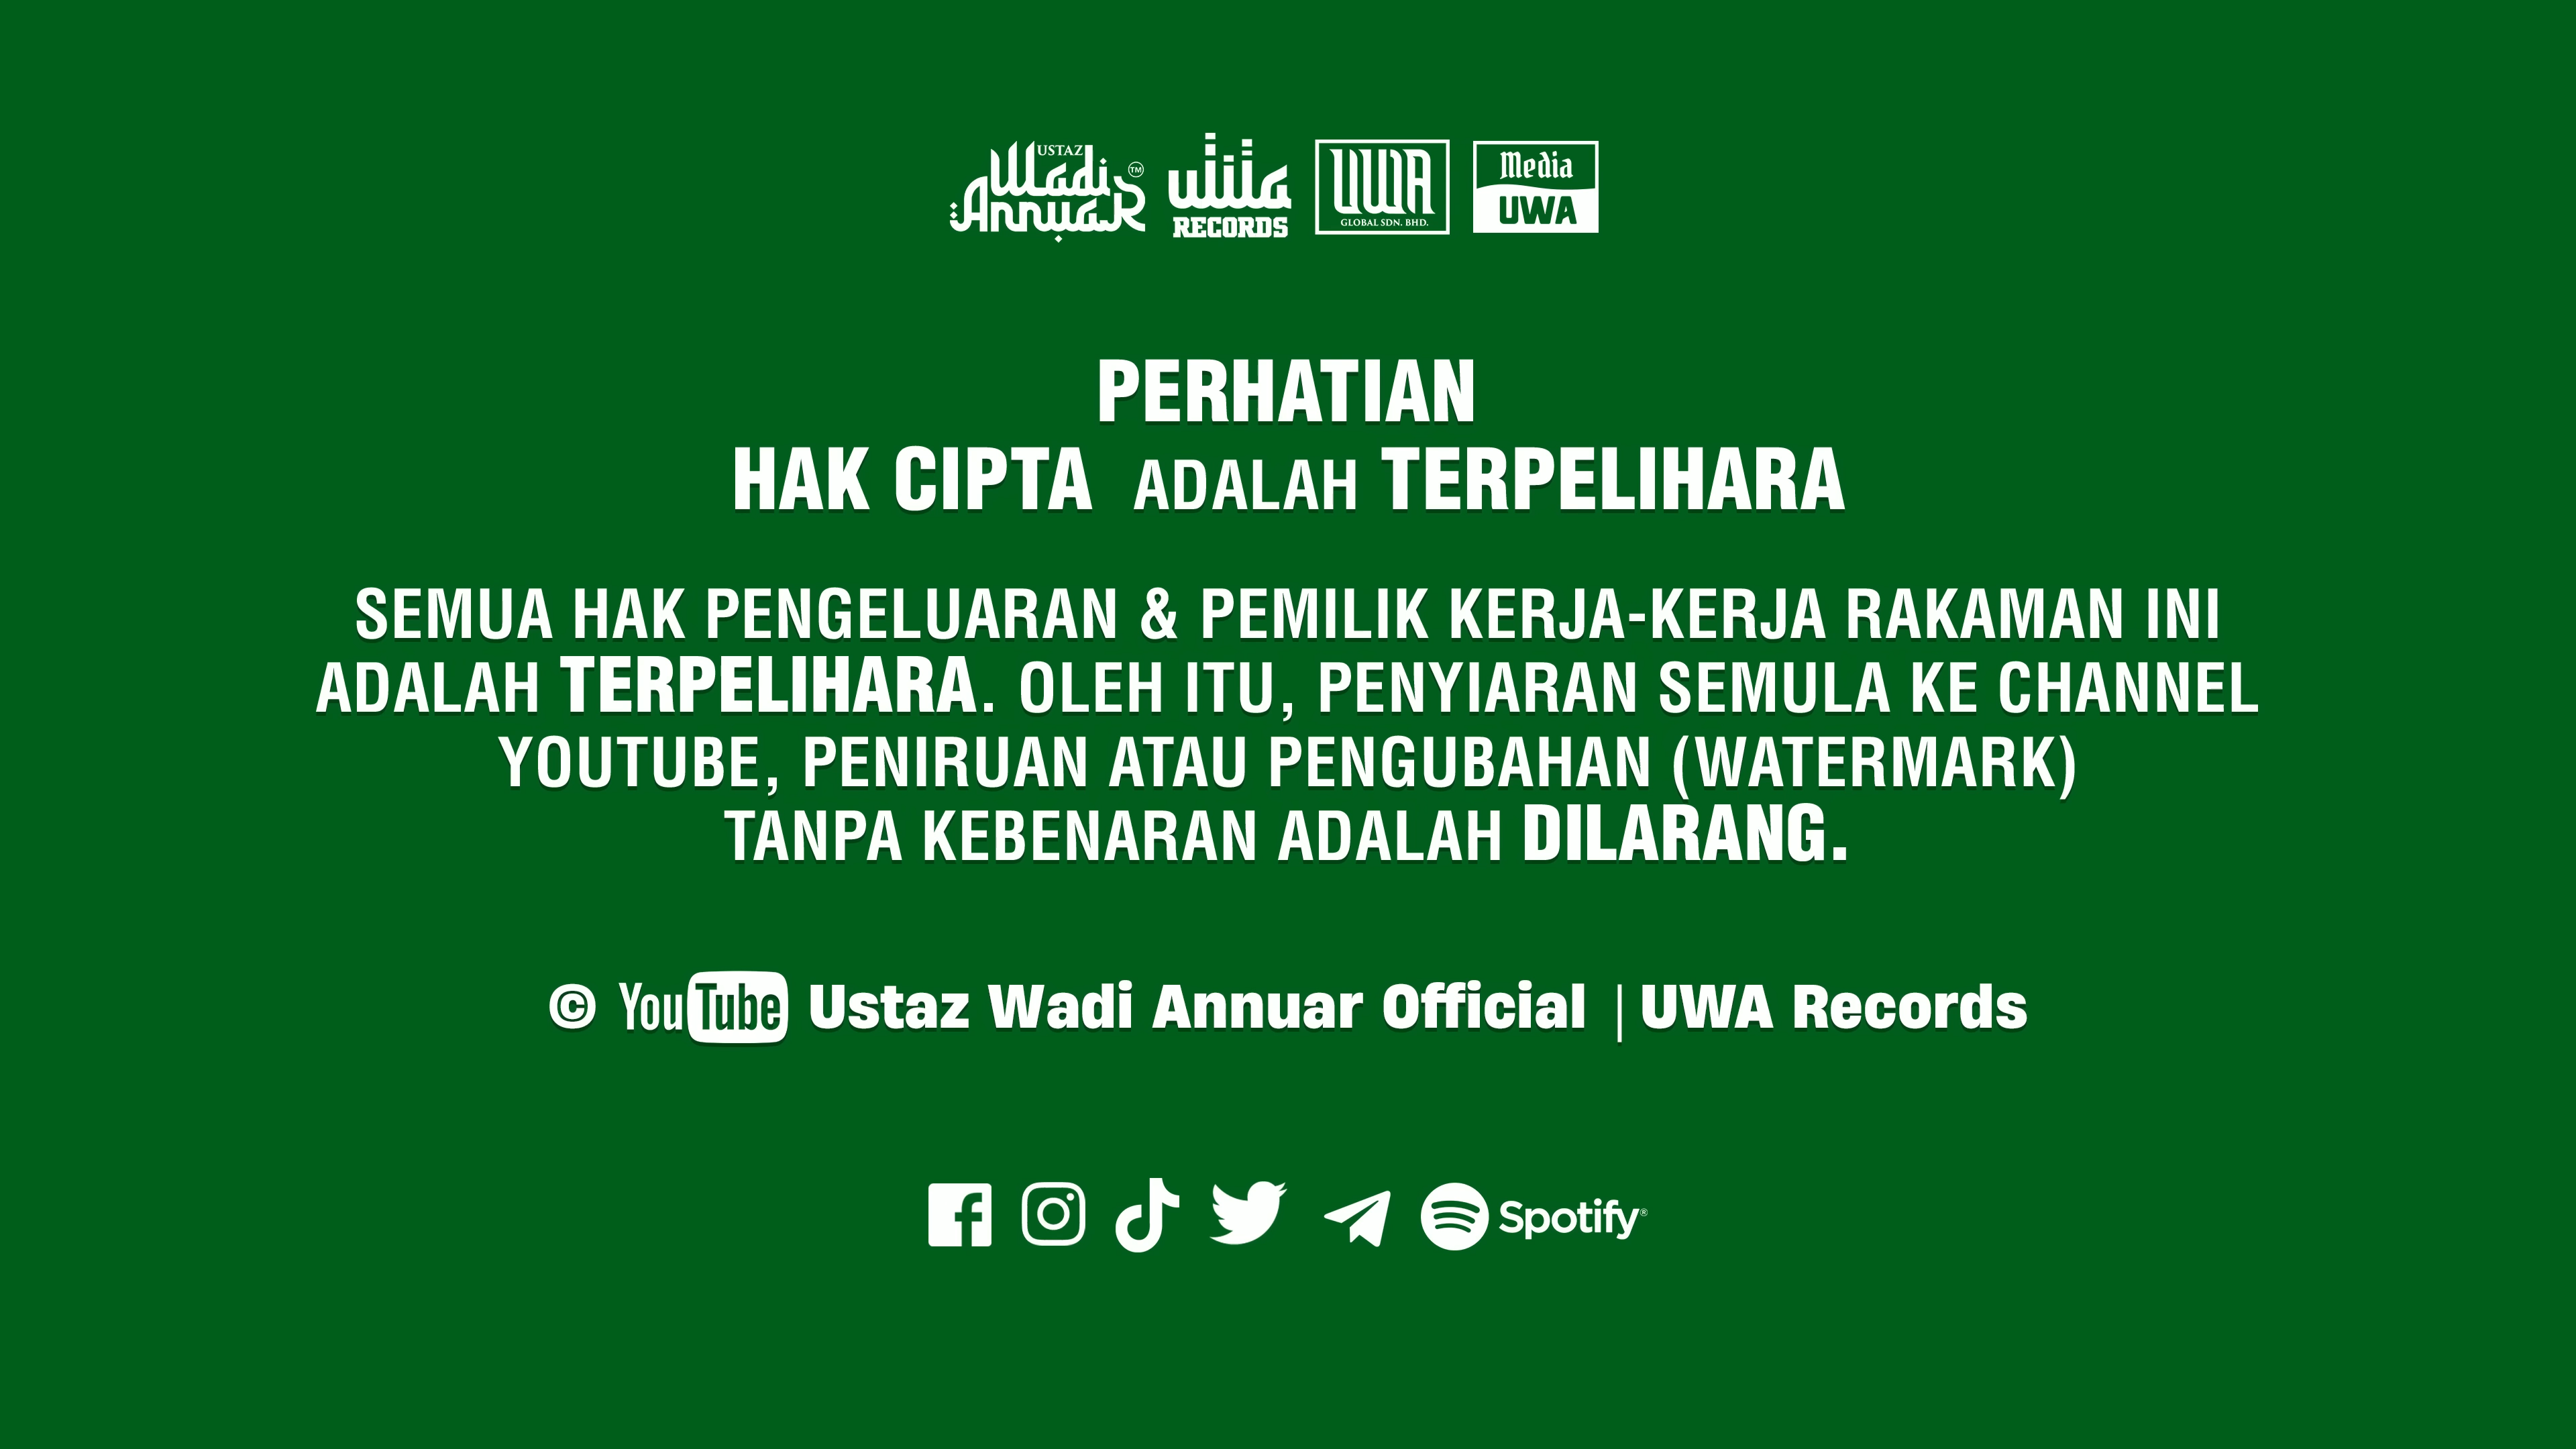 USTAZ
Wadi
Annuar
TM
uwa
RECORDS
UWA
GLOBAL SDN. BHD.
Media
UWA
PERHATIAN
HAK CIPTA ADALAH TERPELIHARA
SEMUA HAK PENGELUARAN & PEMILIK KERJA-KERJA RAKAMAN INI
ADALAH TERPELIHARA. OLEH ITU, PENYIARAN SEMULA KE CHANNEL
YOUTUBE, PENIRUAN ATAU PENGUBAHAN (WATERMARK)
TANPA KEBENARAN ADALAH DILARANG.
© YouTube Ustaz Wadi Annuar Official | UWA Records
Spotify®